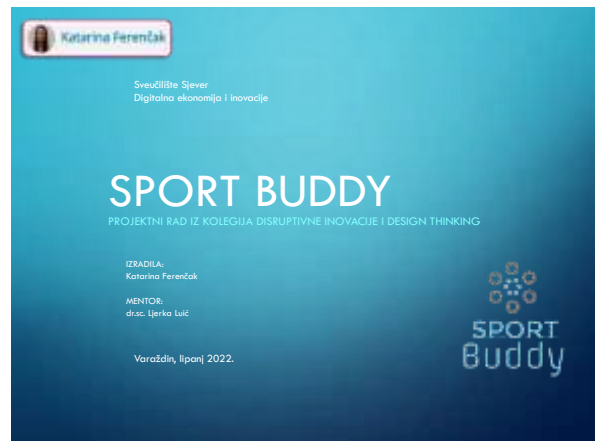 Katarina Ferenčak
Sveučilište Sjever
Digitalna ekonomija i inovacije
SPORT BUDDY
PROJEKTNI RAD IZ KOLEGIJA DISRUPTIVNE INOVACIJE I DESIGN THINKING
IZRADILA:
Katarina Ferenčak
MENTOR:
dr.sc. Ljerka Luić
Varaždin, lipanj 2022.
SPORT
Buddy